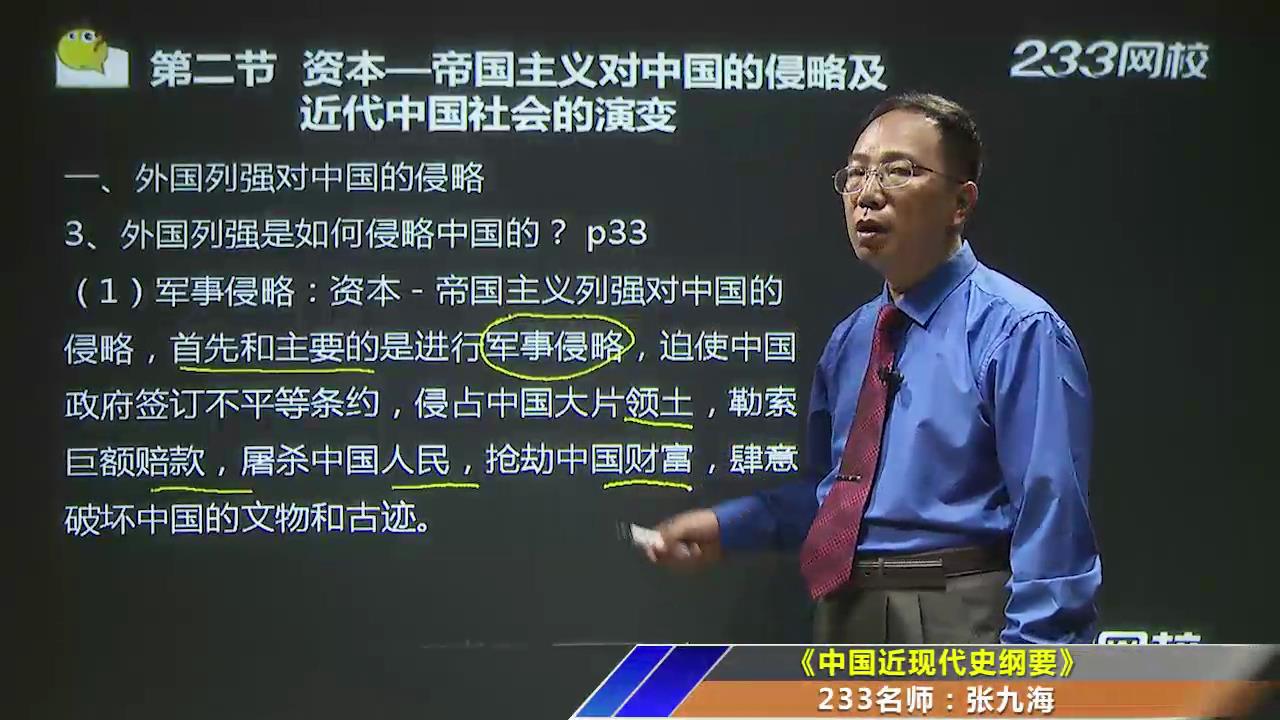 第二节 资本—帝国主义对中国的侵略及
近代中国社会的演变
233网校
一、外国列强对中国的侵略
3、外国列强是如何侵略中国的？ p33
（1）军事侵略：资本－帝国主义列强对中国的
侵略，首先和主要的是进行军事侵略，迫使中国
政府签订不平等条约，侵占中国大片领土，勒索
巨额赔款，屠杀中国人民，抢劫中国财富，肆意
破坏中国的文物和古迹。
网校
《中国近现代史纲要》
233名师：张九海